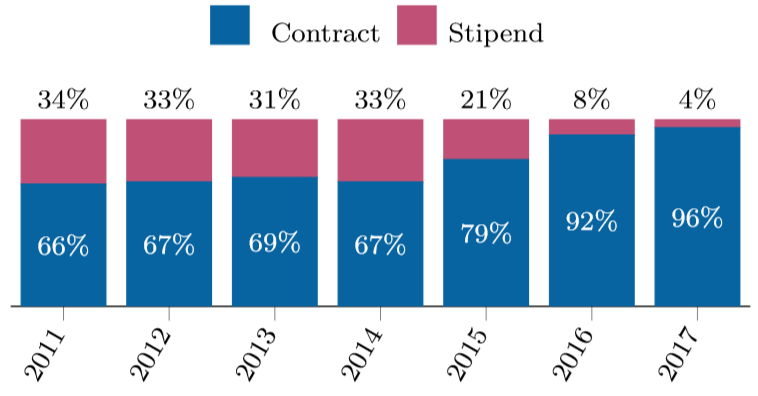 Contract Stipend
34% 33% 31% 33% 21% 8% 4%
66% 67% 69% 67% 79% 92% 96%
2011 2012 2013 2014 2015 2016 2017